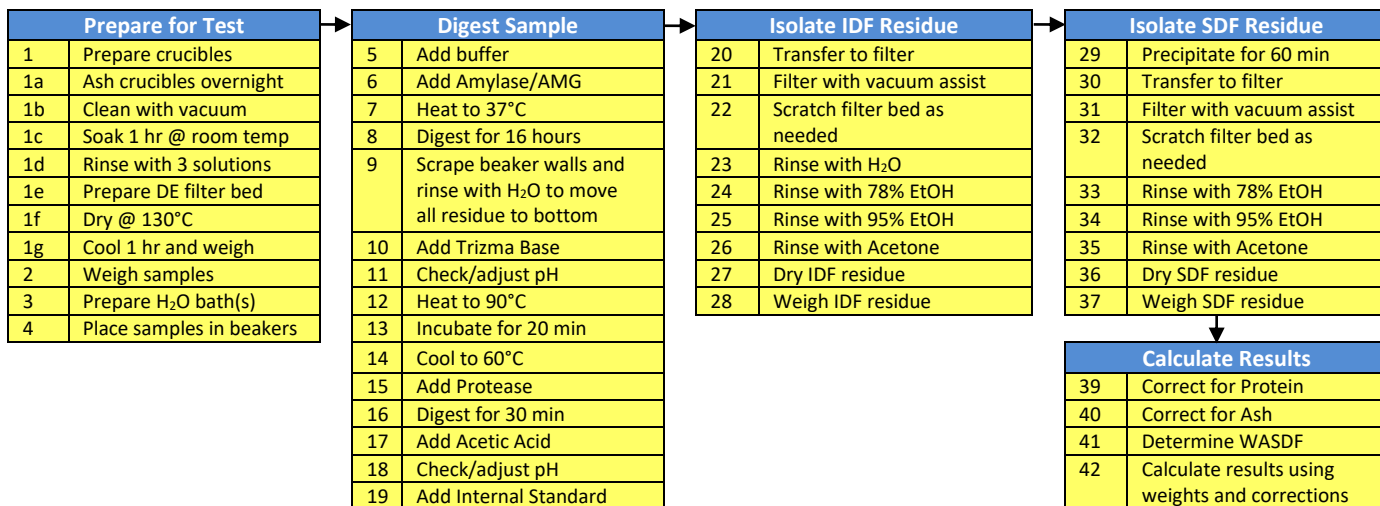 Prepare for Test
1 Prepare crucibles
1a Ash crucibles overnight
1b Clean with vacuum
1c Soak 1 hr @ room temp
1d Rinse with 3 solutions
1e Prepare DE filter bed
1f Dry @ 130°C
1g Cool 1 hr and weigh
2 Weigh samples
3 Prepare H₂O bath(s)
4 Place samples in beakers
Digest Sample
5 Add buffer
6 Add Amylase/AMG
7 Heat to 37°C
8 Digest for 16 hours
9 Scrape beaker walls and
rinse with H₂O to move
all residue to bottom
10 Add Trizma Base
11 Check/adjust pH
12 Heat to 90°C
13 Incubate for 20 min
14 Cool to 60°C
15 Add Protease
16 Digest for 30 min
17 Add Acetic Acid
18 Check/adjust pH
19 Add Internal Standard
Isolate IDF Residue
20 Transfer to filter
21 Filter with vacuum assist
22 Scratch filter bed as
needed
23 Rinse with H₂O
24 Rinse with 78% EtOH
25 Rinse with 95% EtOH
26 Rinse with Acetone
27 Dry IDF residue
28 Weigh IDF residue
Isolate SDF Residue
29 Precipitate for 60 min
30 Transfer to filter
31 Filter with vacuum assist
32 Scratch filter bed as
needed
33 Rinse with 78% EtOH
34 Rinse with 95% EtOH
35 Rinse with Acetone
36 Dry SDF residue
37 Weigh SDF residue
Calculate Results
39 Correct for Protein
40 Correct for Ash
41 Determine WASDF
42 Calculate results using
weights and corrections